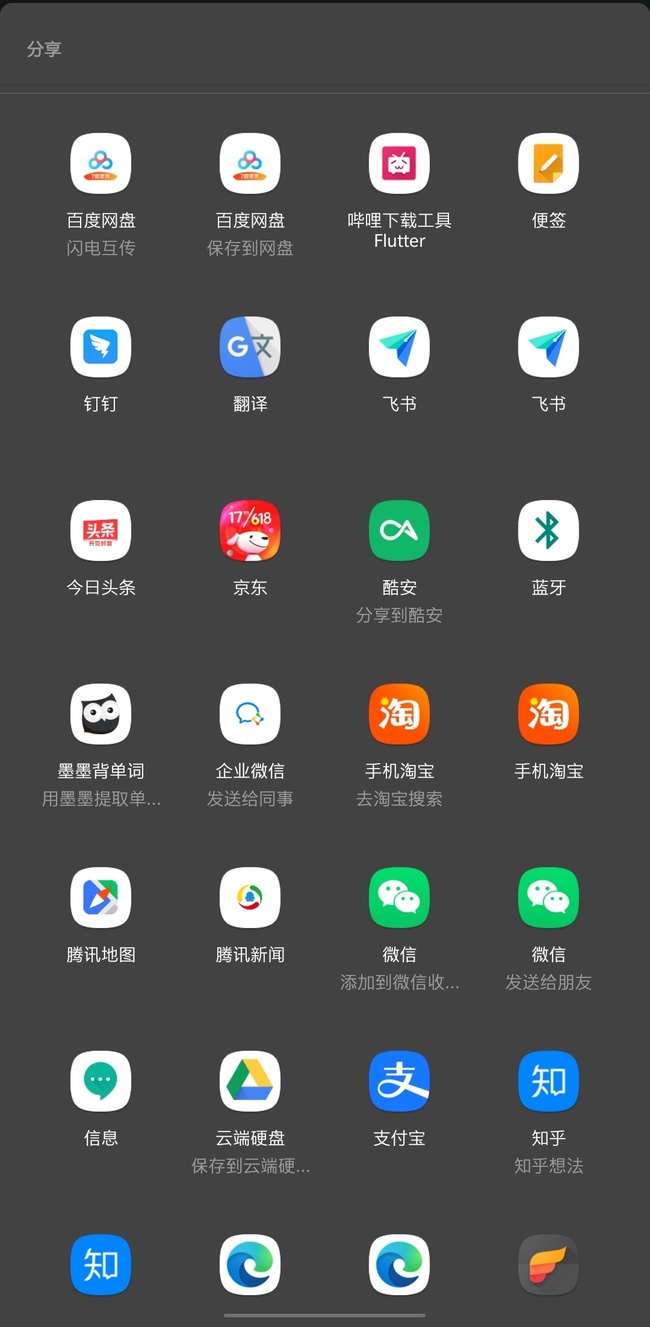 分享
百度网盘
百度网盘
哔哩下载工具
Flutter
便签
闪电互传
保存到网盘
G 文
钉钉
翻译
飞书
飞书
头条
17 618
今日头条
京东
酷安
蓝牙
分享到酷安
淘
淘
墨墨背单词
企业微信
手机淘宝
手机淘宝
用墨墨提取单...
发送给同事
去淘宝搜索
腾讯地图
腾讯新闻
微信
微信
添加到微信收...
发送给朋友
支
知
信息
云端硬盘
支付宝
知乎
保存到云端硬...
知乎想法
知